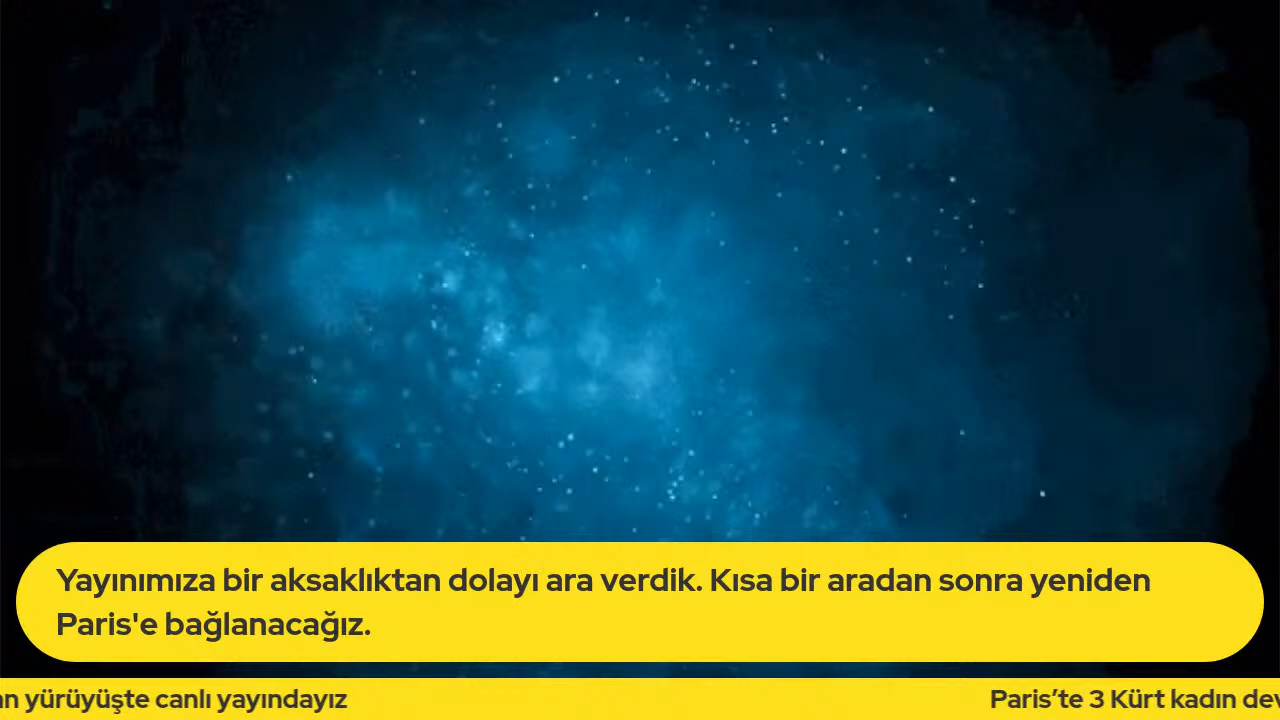 Yayınımıza bir aksaklıktan dolayı ara verdik. Kısa bir aradan sonra yeniden
Paris'e bağlanacağız.
yürüyüşte canlı yayındayız
Paris’te 3 Kürt kadın